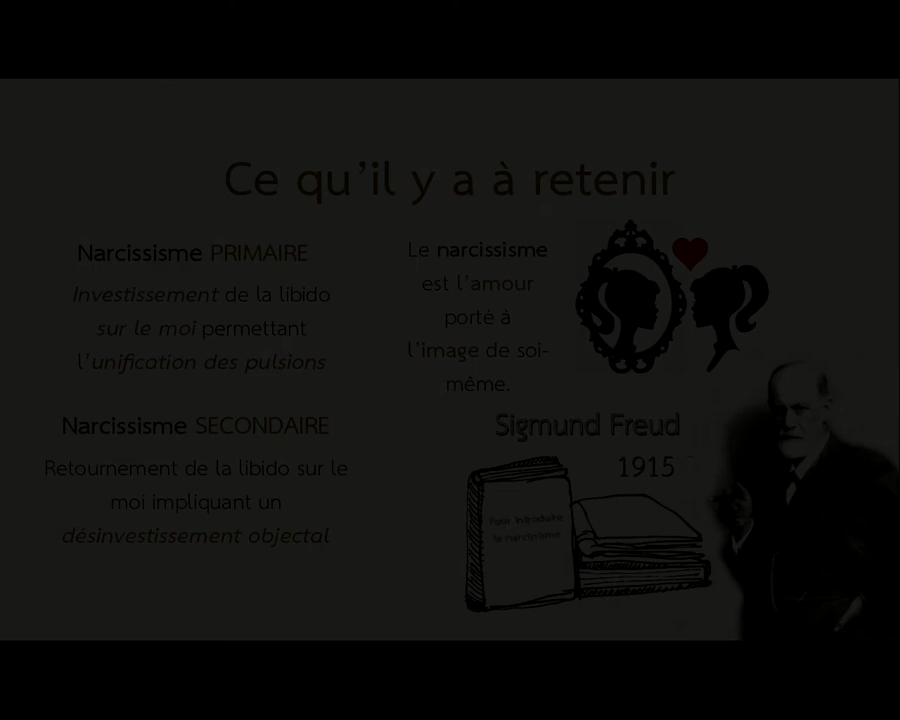 Ce qu'il y a à retenir
Narcissisme PRIMAIRE
Investissement de la libido
sur le moi permettant
l'unification des pulsions
Narcissisme SECONDAIRE
Retournement de la libido sur le
moi impliquant un
désinvestissement objectal
Le narcissisme
est l'amour
porté à
l'image de soi-
même.
Sigmund Freud
1915
Pour introduire
le narcissisme